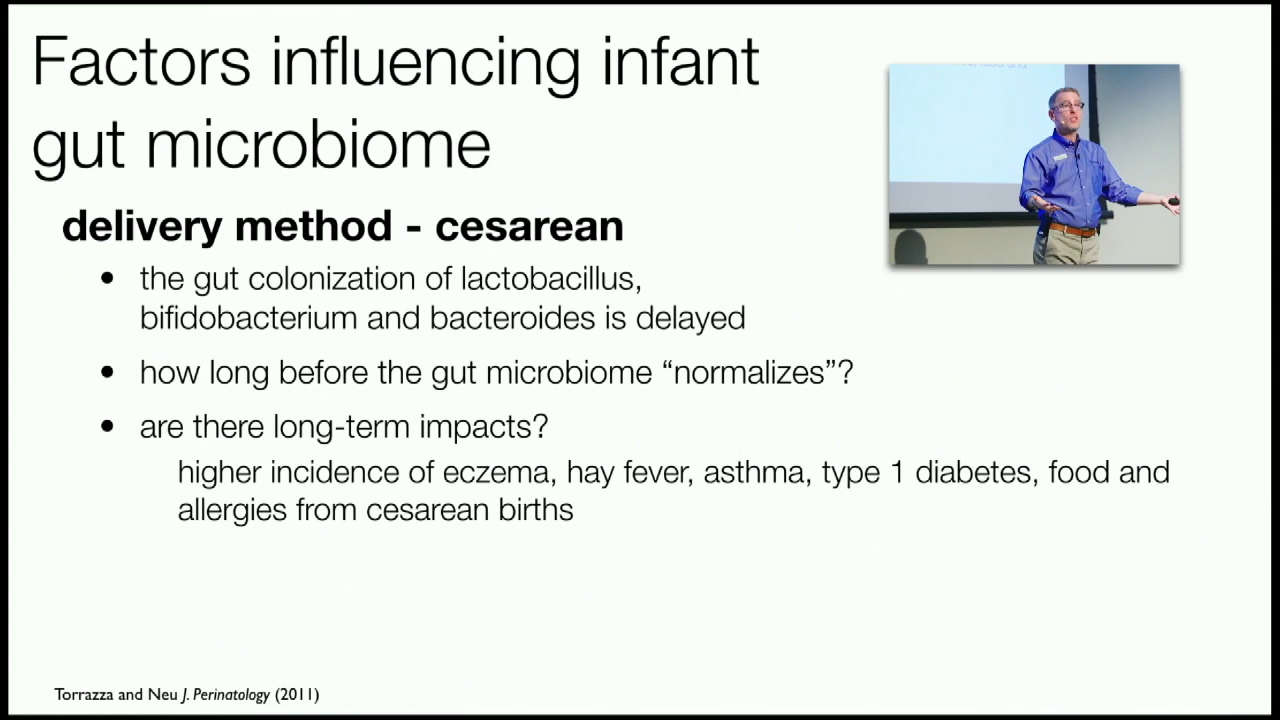 Factors influencing infant
gut microbiome
delivery method - cesarean
• the gut colonization of lactobacillus,
bifidobacterium and bacteroides is delayed
• how long before the gut microbiome “normalizes”?
• are there long-term impacts?
higher incidence of eczema, hay fever, asthma, type 1 diabetes, food and
allergies from cesarean births
Torrazza and Neu J. Perinatology (2011)